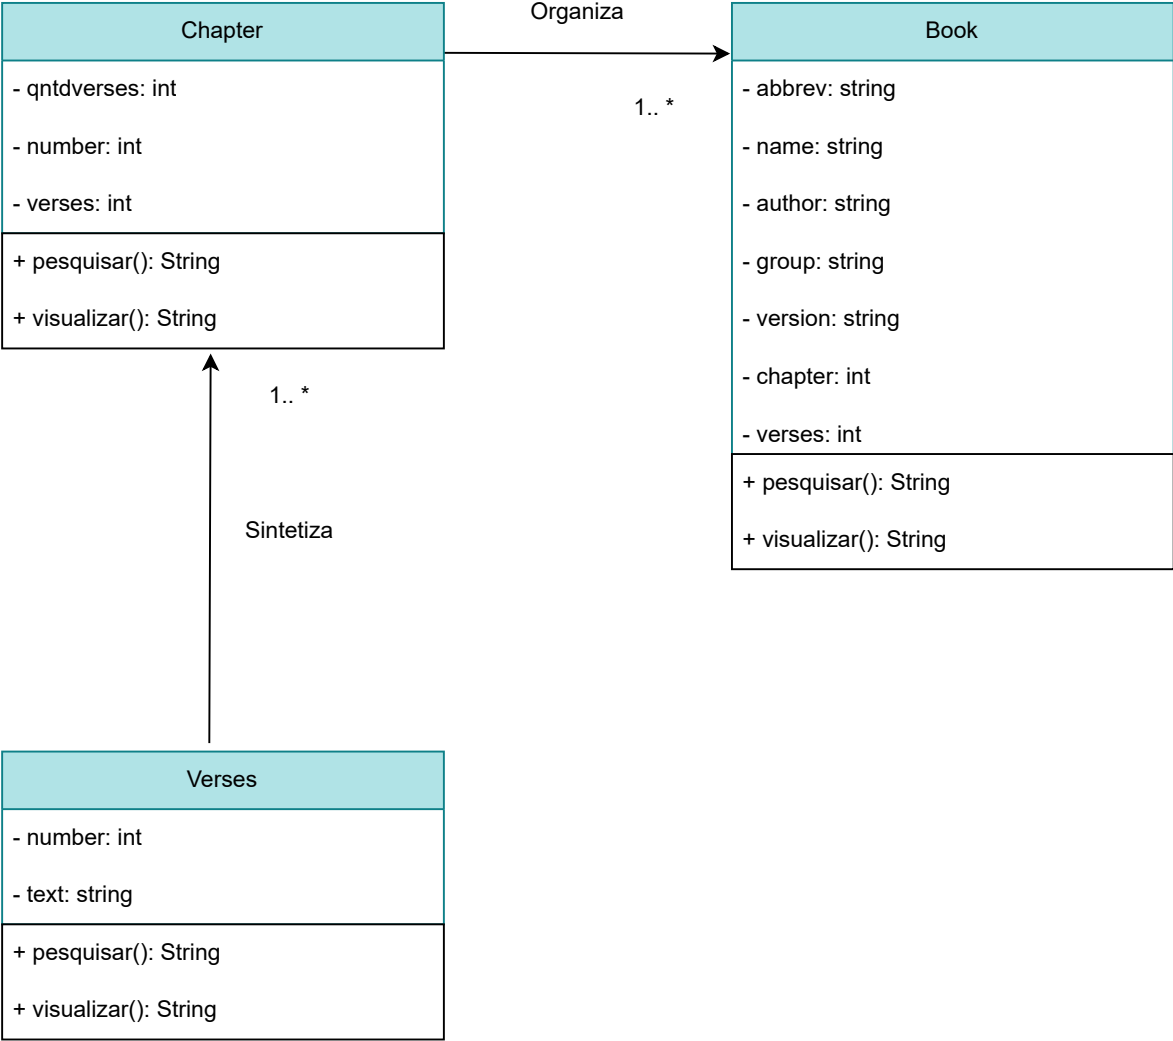 Chapter
- qntdverses: int
- number: int
- verses: int
+ pesquisar(): String
+ visualizar(): String
Organiza
1.. *
Book
- abbrev: string
- name: string
- author: string
- group: string
- version: string
- chapter: int
- verses: int
+ pesquisar(): String
+ visualizar(): String
1.. *
Sintetiza
Verses
- number: int
- text: string
+ pesquisar(): String
+ visualizar(): String